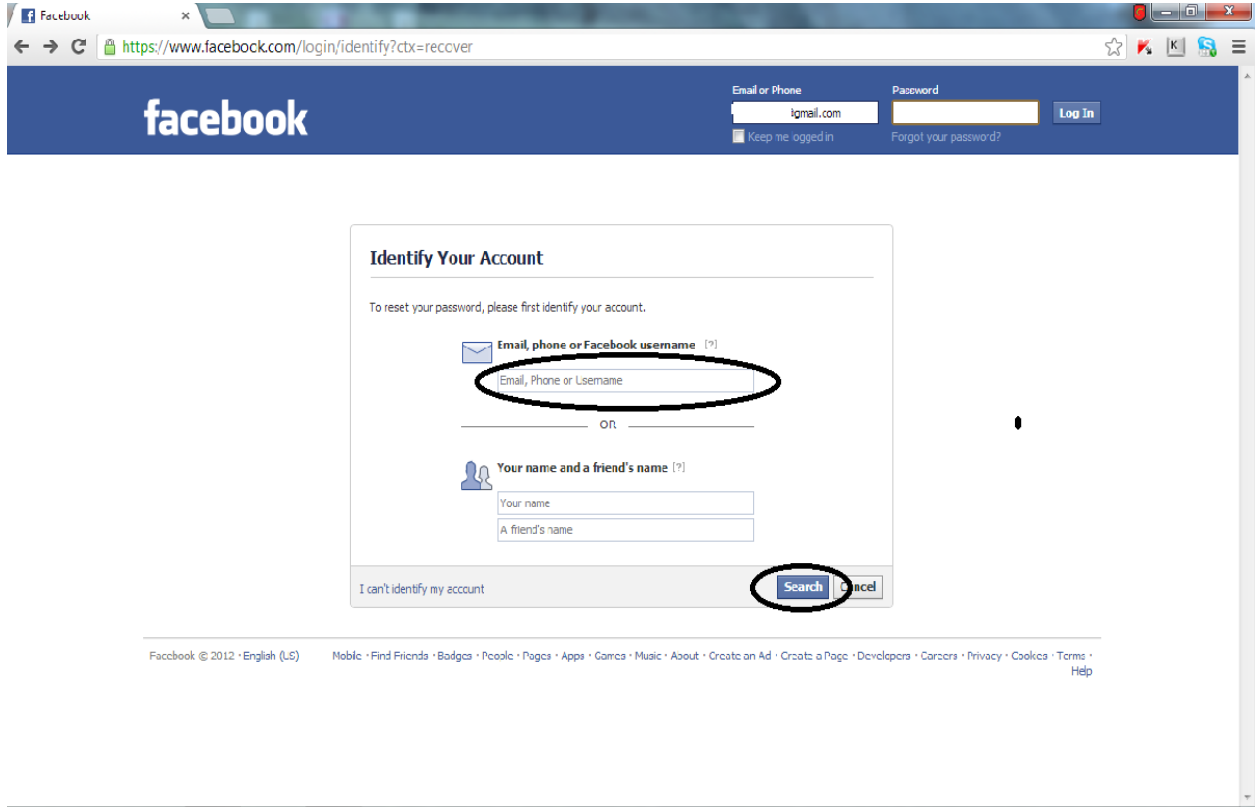 Facebook
https://www.facebook.com/login/identify?ctx=recover
facebook
Email or Phone
Password
gmail.com
Log In
Keep me logged in
Forgot your password?
Identify Your Account
To reset your password, please first identify your account.
Email, phone or Facebook username [?]
Email, Phone or Username
OR
Your name and a friend's name [?]
Your name
A friend's name
I can't identify my account
Search
Cancel
Facebook © 2012 · English (US)
Mobile · Find Friends · Badges · People · Pages · Apps · Games · Music · About · Create an Ad · Create a Page · Developers · Careers · Privacy · Cookies · Terms ·
Help